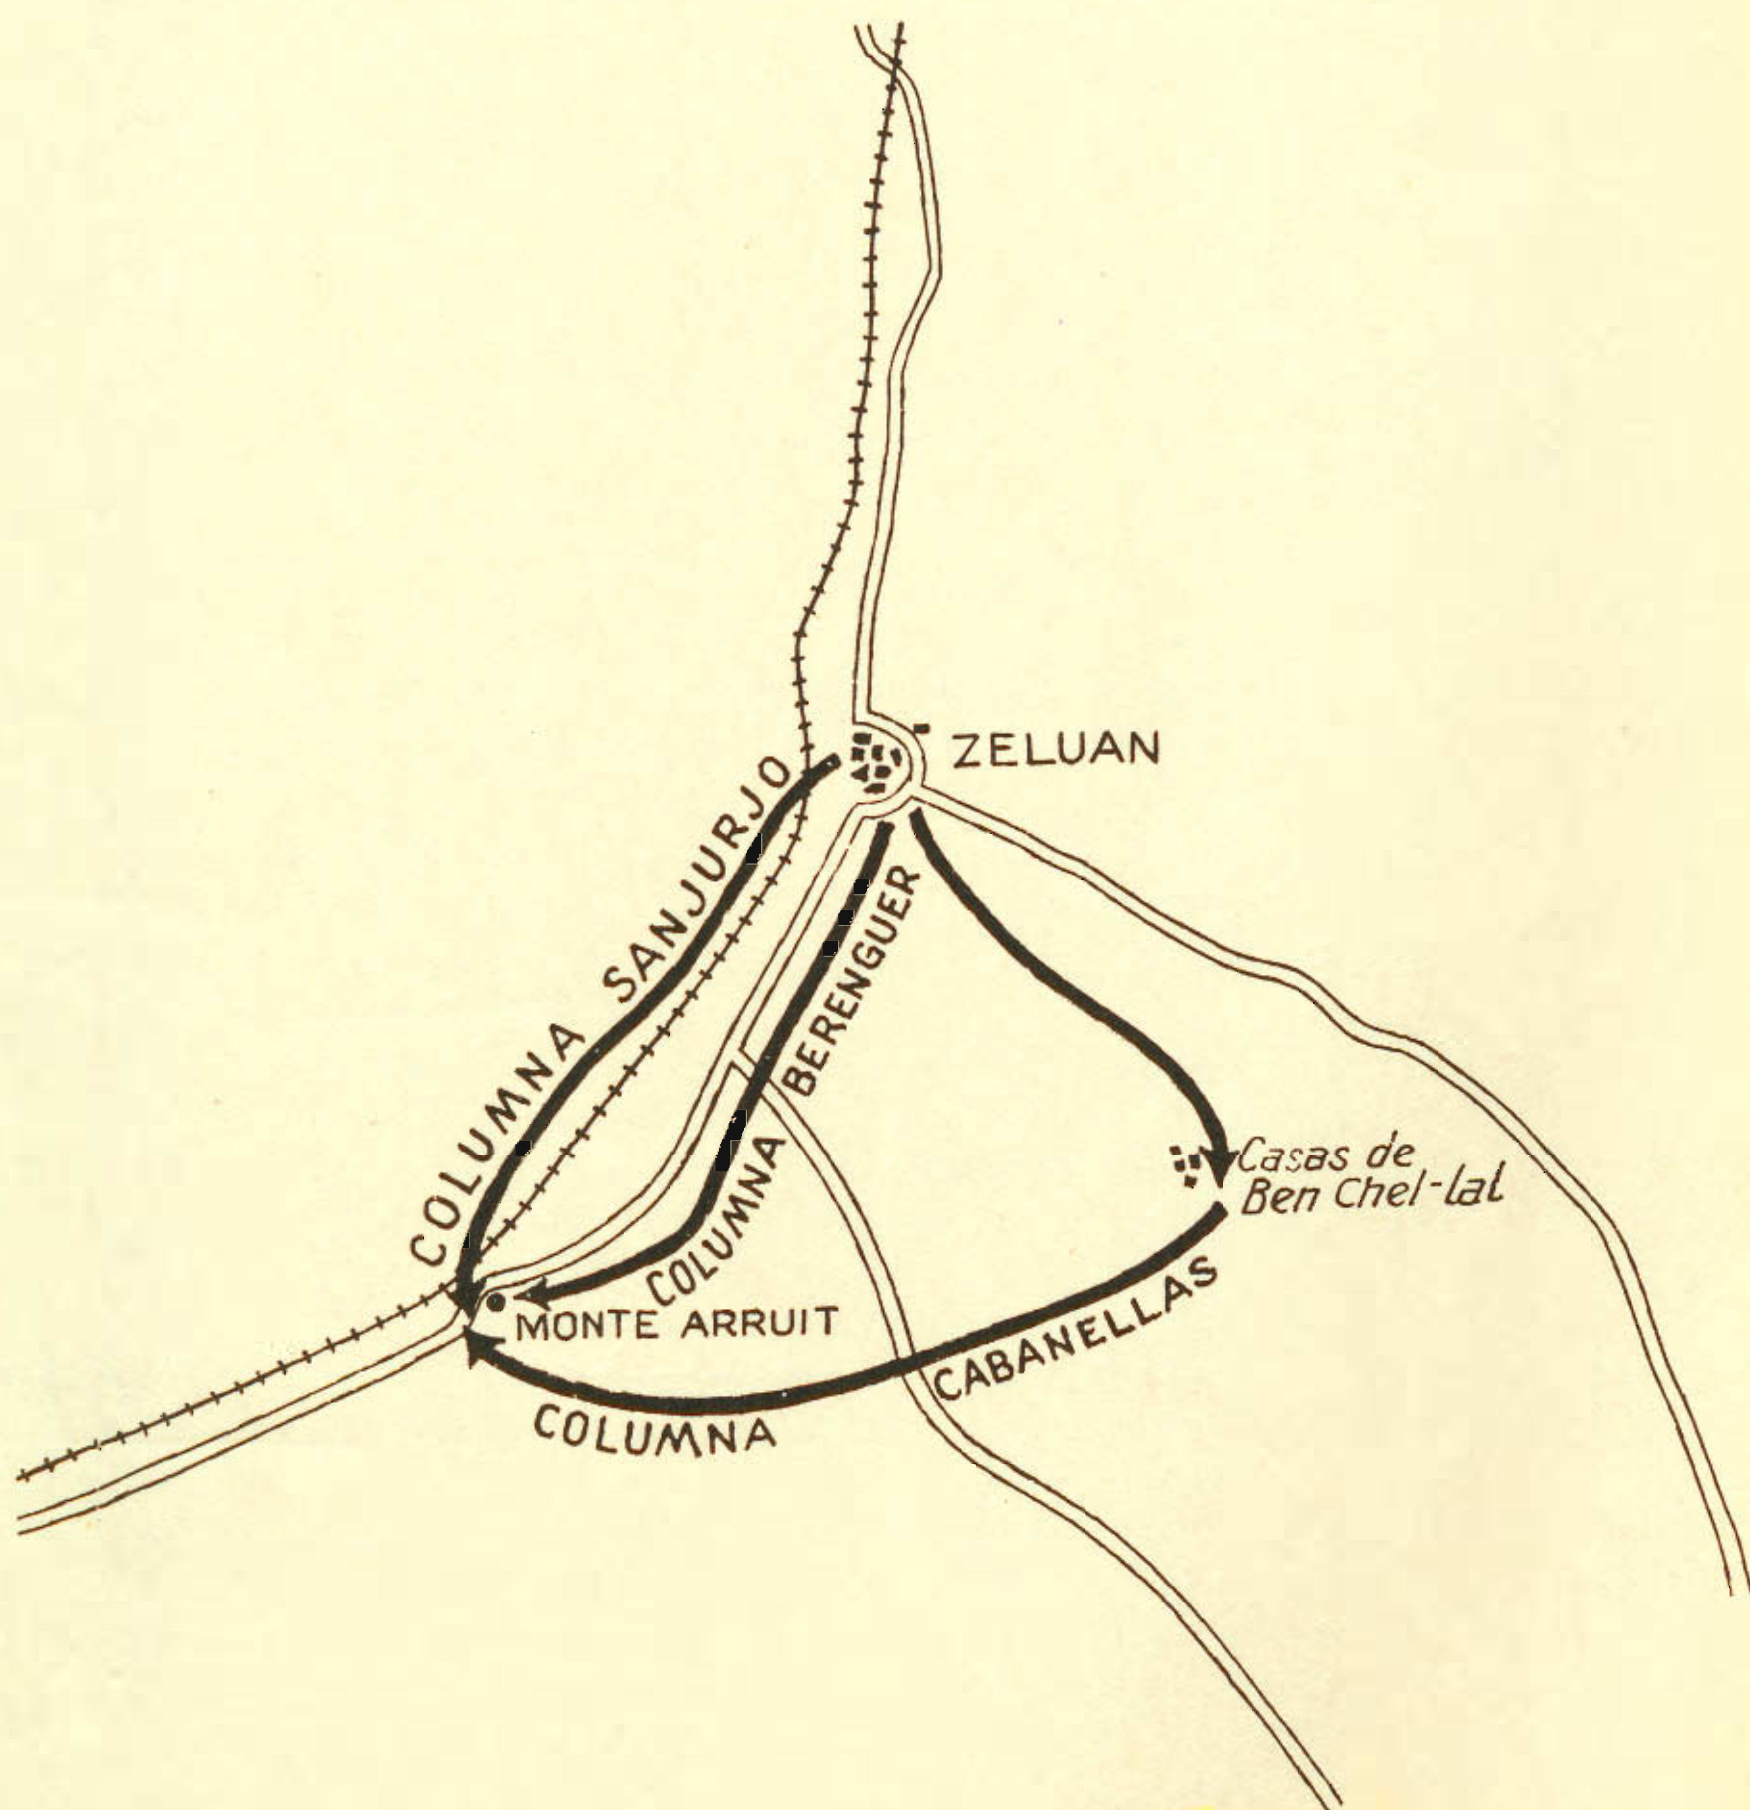 ZELUAN
COLUMNA SANJURJO
COLUMNA BERENGUER
Casas de
Ben Chel-lal
MONTE ARRUIT
COLUMNA CABANELLAS